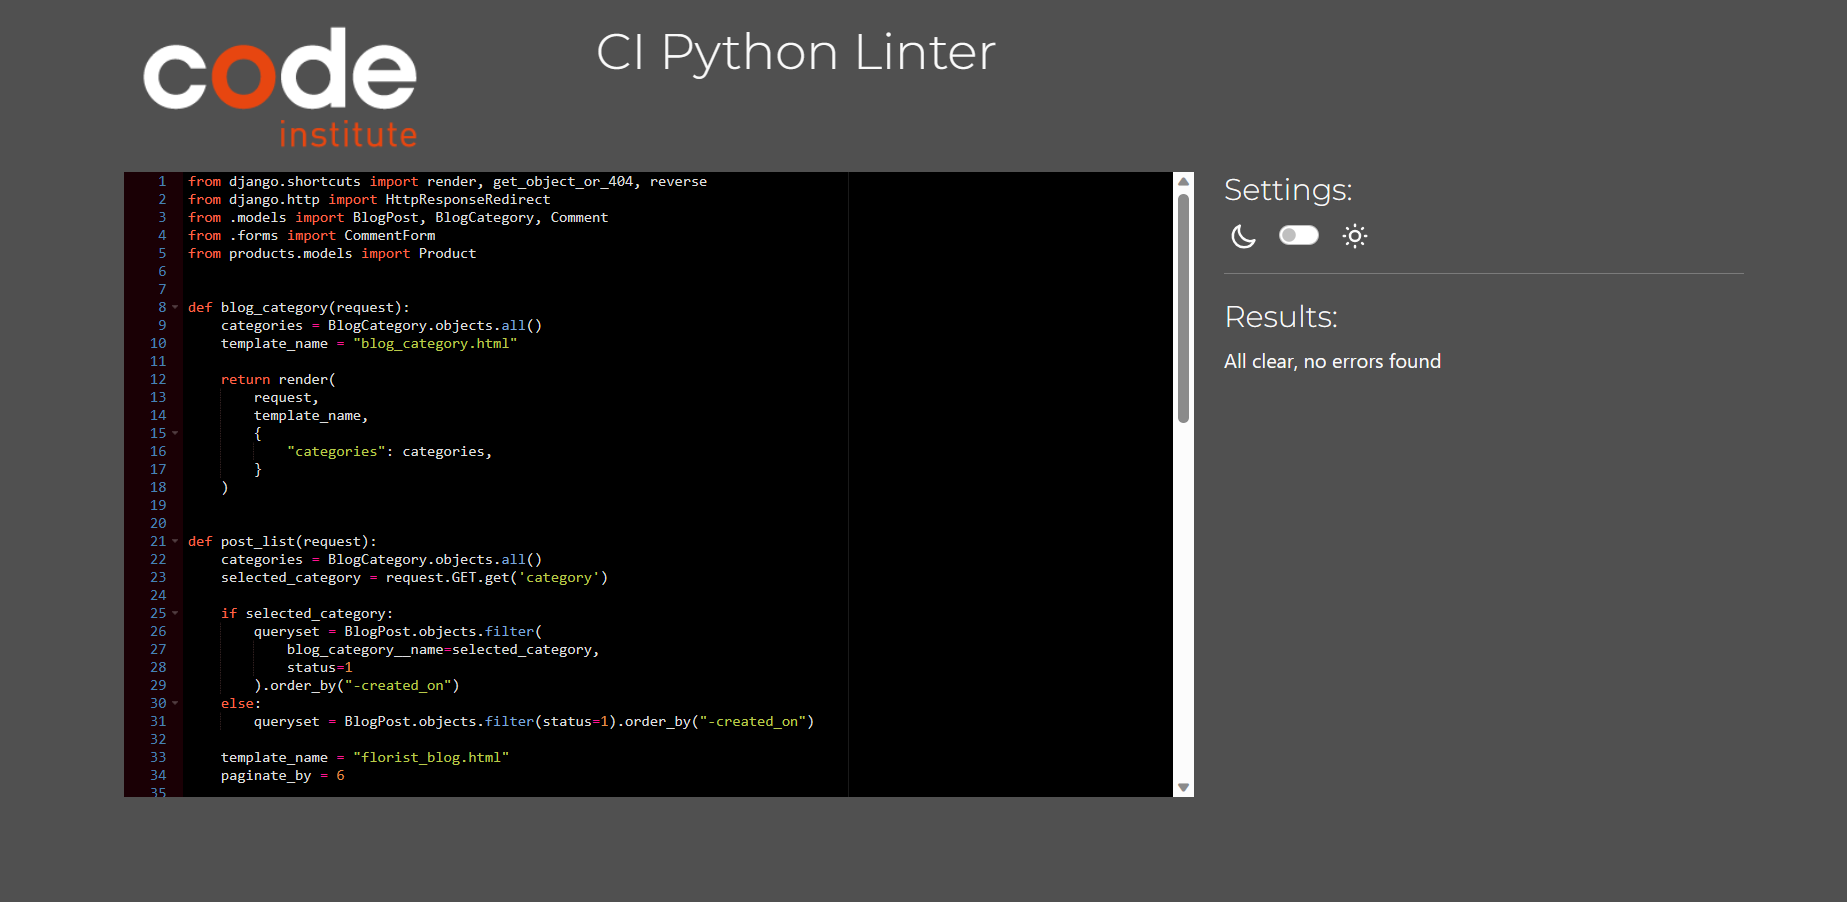 code
institute
CI Python Linter
1 from django.shortcuts import render, get_object_or_404, reverse
2 from django.http import HttpResponseRedirect
3 from .models import BlogPost, BlogCategory, Comment
4 from .forms import CommentForm
5 from products.models import Product
6
7
8 def blog_category(request):
9     categories = BlogCategory.objects.all()
10     template_name = "blog_category.html"
11
12     return render(
13         request,
14         template_name,
15         {
16             "categories": categories,
17         }
18     )
19
20
21 def post_list(request):
22     categories = BlogCategory.objects.all()
23     selected_category = request.GET.get('category')
24
25     if selected_category:
26         queryset = BlogPost.objects.filter(
27             blog_category__name=selected_category,
28             status=1
29         ).order_by("-created_on")
30     else:
31         queryset = BlogPost.objects.filter(status=1).order_by("-created_on")
32
33     template_name = "florist_blog.html"
34     paginate_by = 6
35
Settings:
Results:
All clear, no errors found